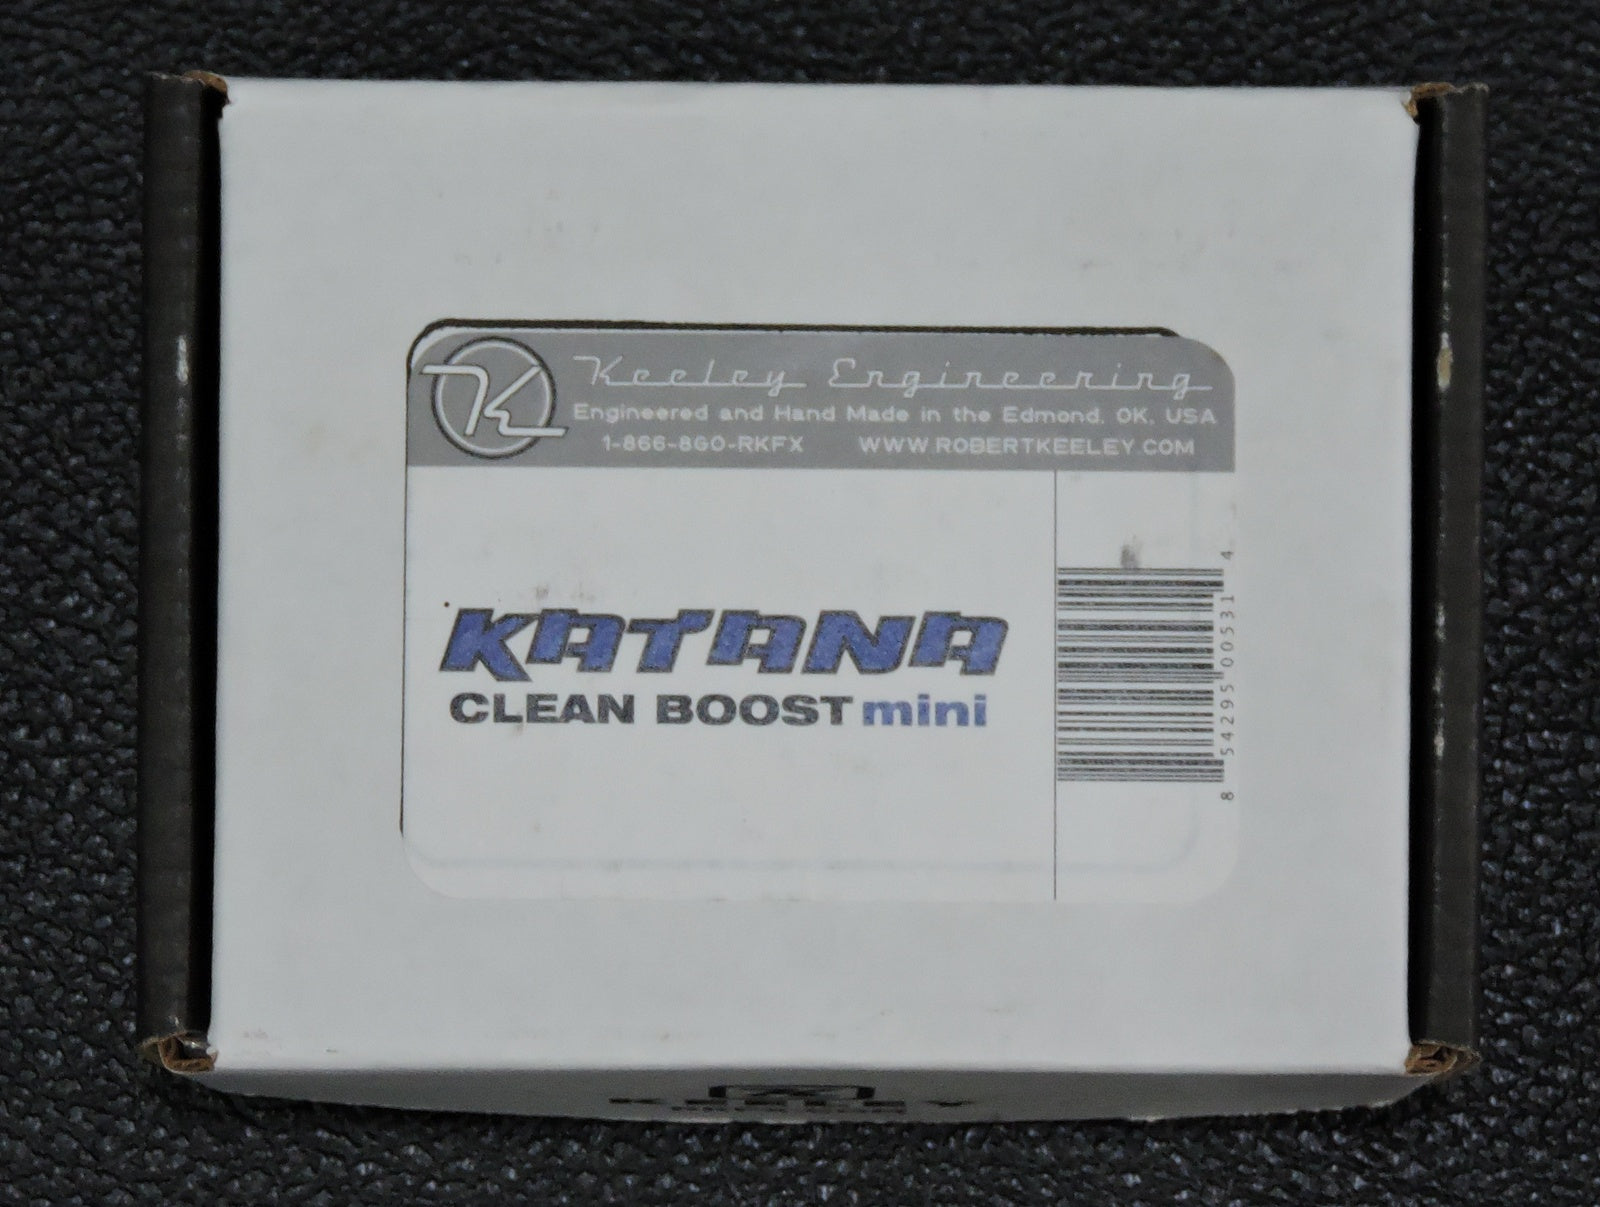 Keeley Engineering
Engineered and Hand Made in the Edmond, OK, USA
1-866-860-RKFX WWW.ROBERTKEELEY.COM
KATANA
CLEAN BOOST mini
8 54295 00531 4
KEELEY